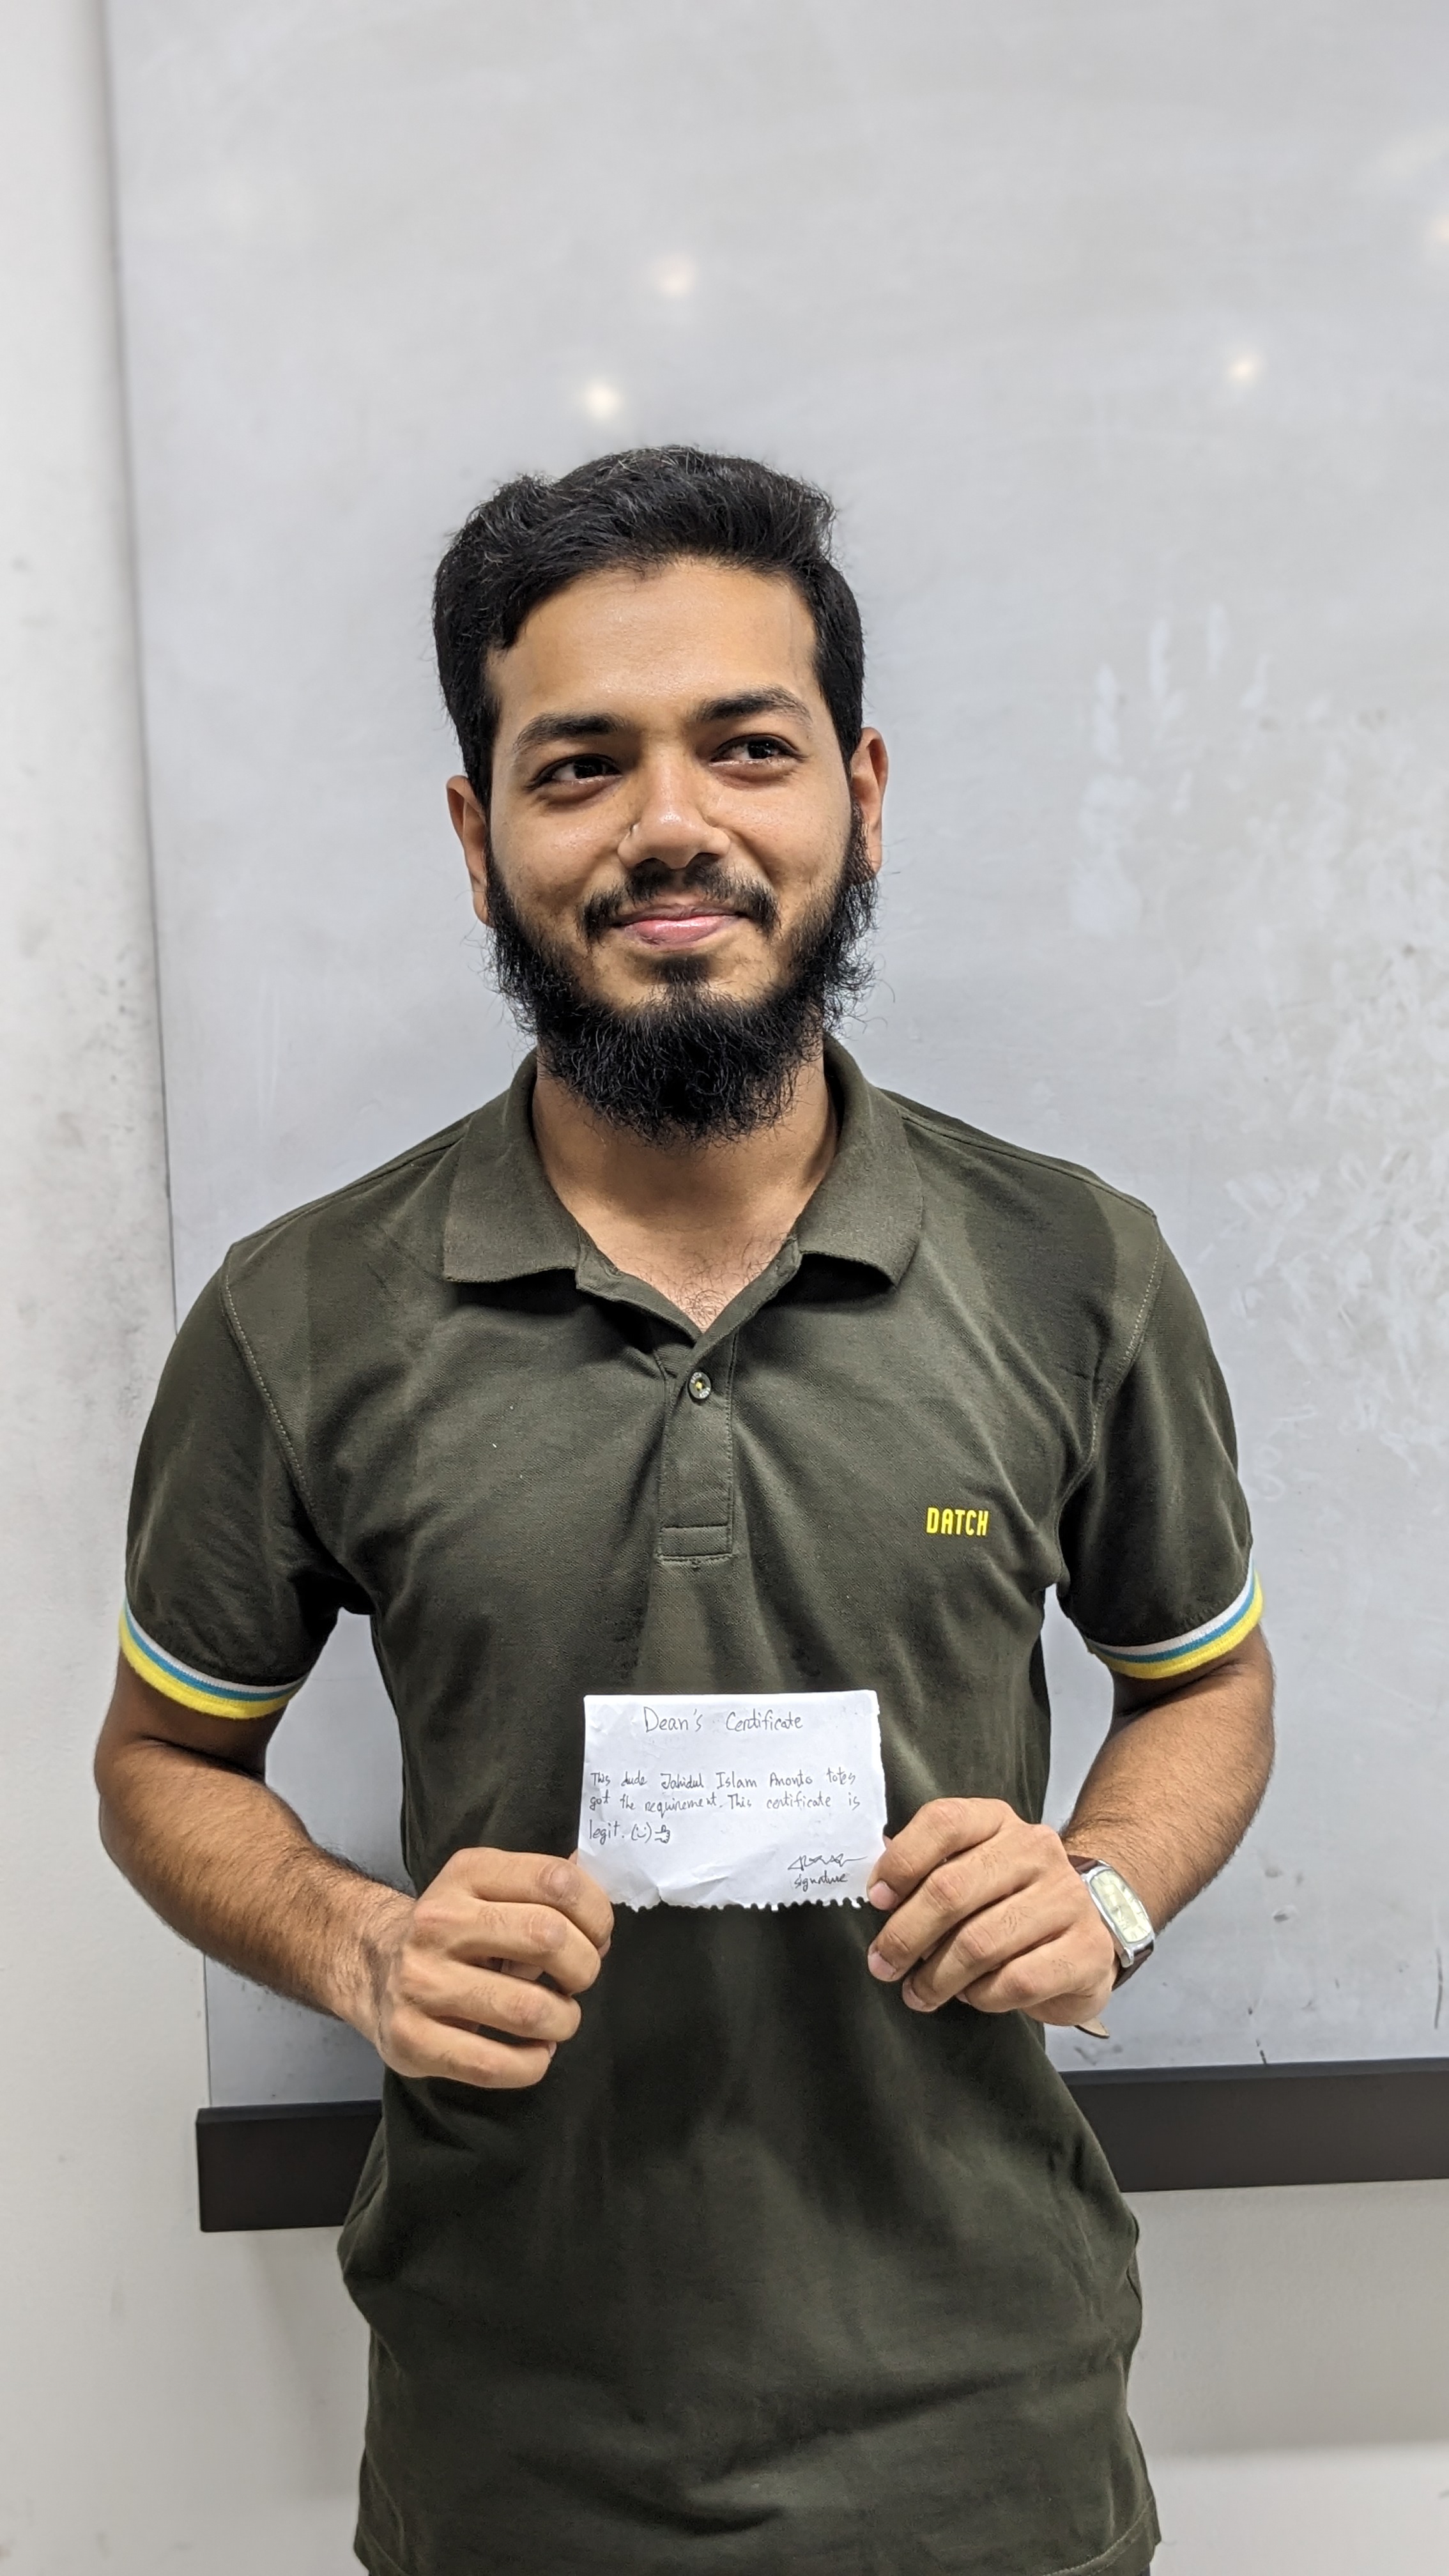 DATCH
Dean's Certificate
This dude Jahidul Islam Anonto totes
got the requirement. This certificate is
legit. (:)👍
signature